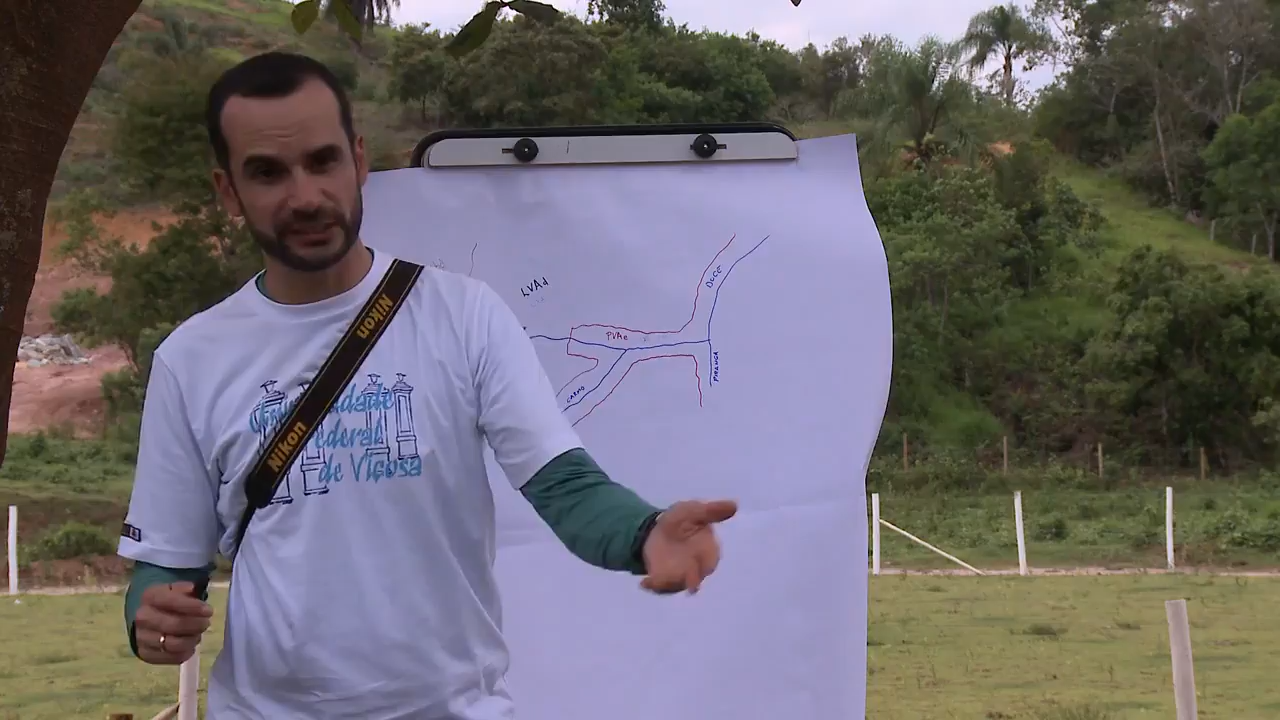 LVAd
DOCE
PVAe
PIRANGA
CARMO
Nikon
Nikon
Universidade
Federal
de Viçosa